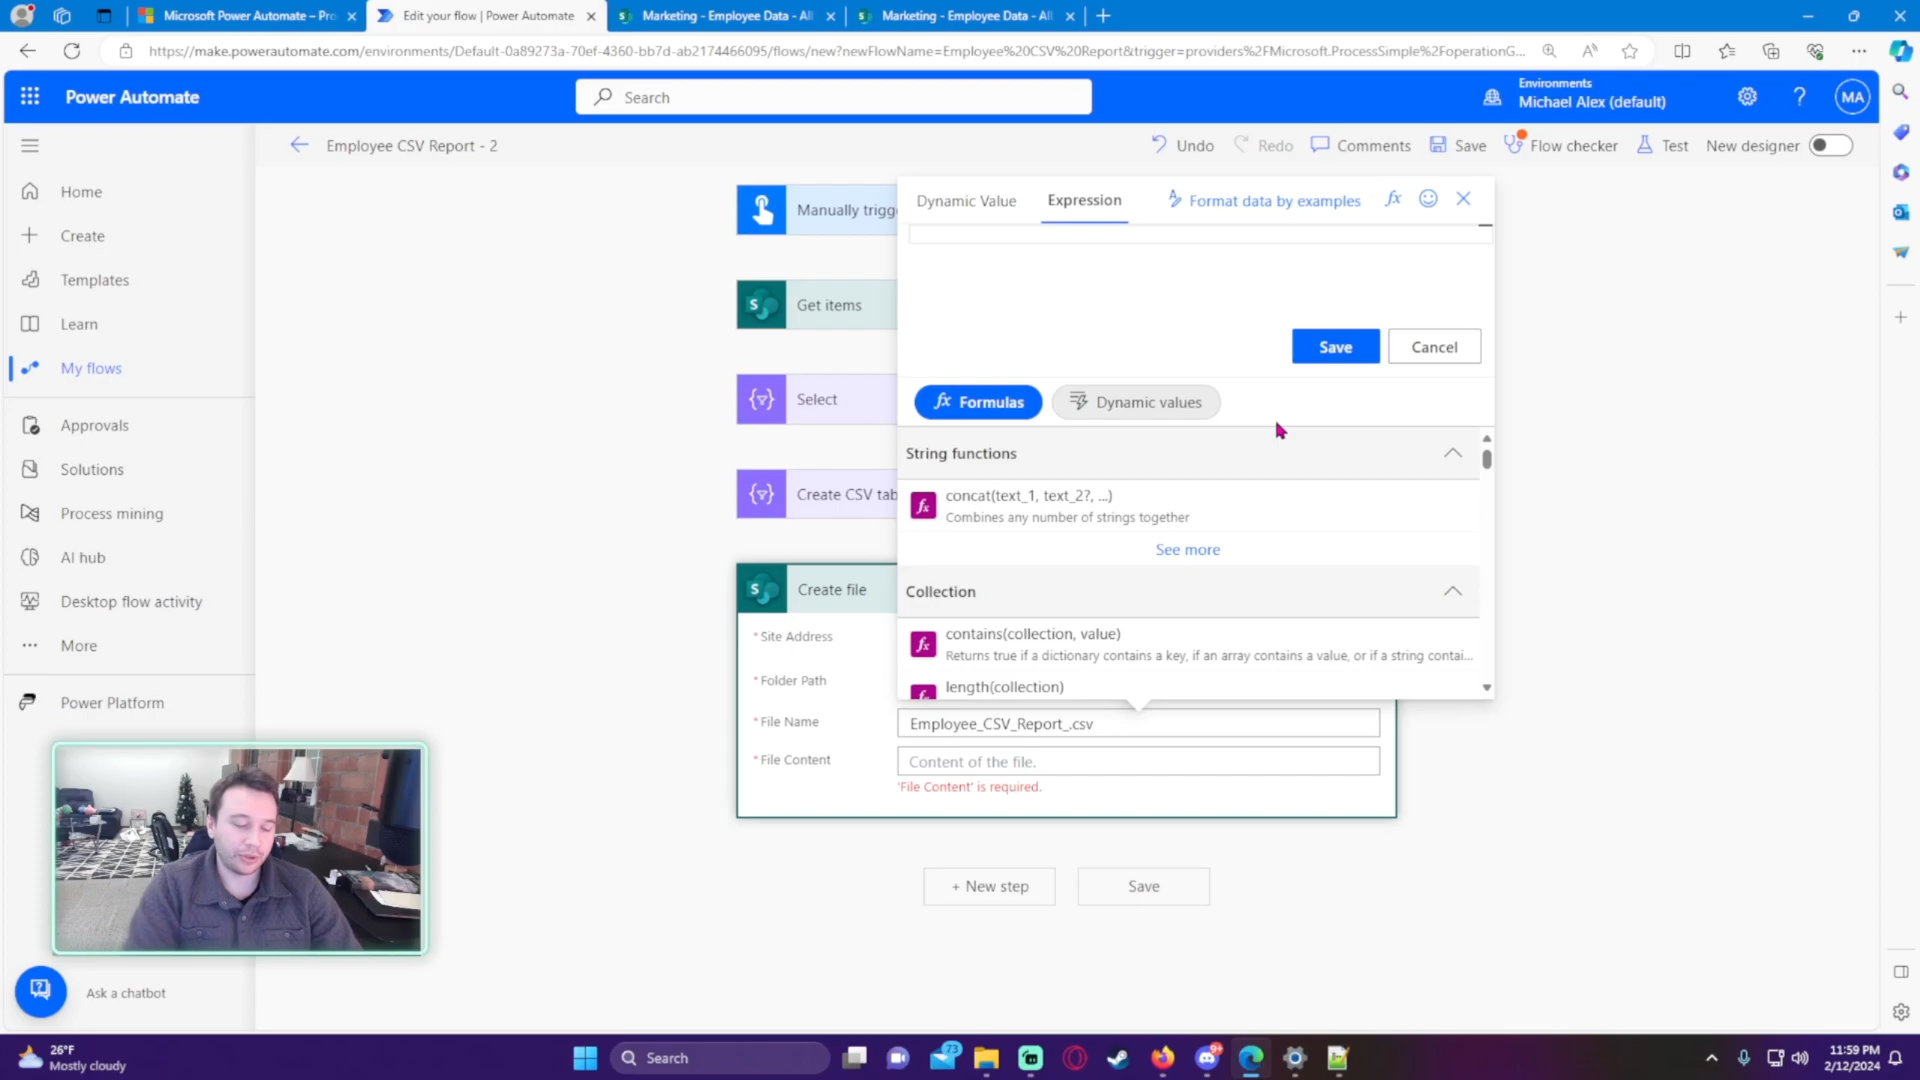 Microsoft Power Automate – Pro
Edit your flow | Power Automate
Marketing - Employee Data - All
Marketing - Employee Data - All
https://make.powerautomate.com/environments/Default-0a89273a-70ef-4360-bb7d-ab2174466095/flows/new?newFlowName=Employee%20CSV%20Report&trigger=providers%2FMicrosoft.ProcessSimple%2FoperationG...
Power Automate
Search
Environments
Michael Alex (default)
MA
Employee CSV Report - 2
Undo
Redo
Comments
Save
Flow checker
Test
New designer
Home
Create
Templates
Learn
My flows
Approvals
Solutions
Process mining
AI hub
Desktop flow activity
More
Power Platform
Ask a chatbot
Manually trigg
Get items
Select
Create CSV tab
Create file
Dynamic Value
Expression
Format data by examples
fx
Save
Cancel
fx Formulas
Dynamic values
String functions
fx
concat(text_1, text_2?, ...)
Combines any number of strings together
See more
Collection
fx
contains(collection, value)
Returns true if a dictionary contains a key, if an array contains a value, or if a string contai...
length(collection)
* Site Address
* Folder Path
* File Name
Employee_CSV_Report_.csv
* File Content
Content of the file.
'File Content' is required.
+ New step
Save
26°F
Mostly cloudy
Search
73
9+
11:59 PM
2/12/2024